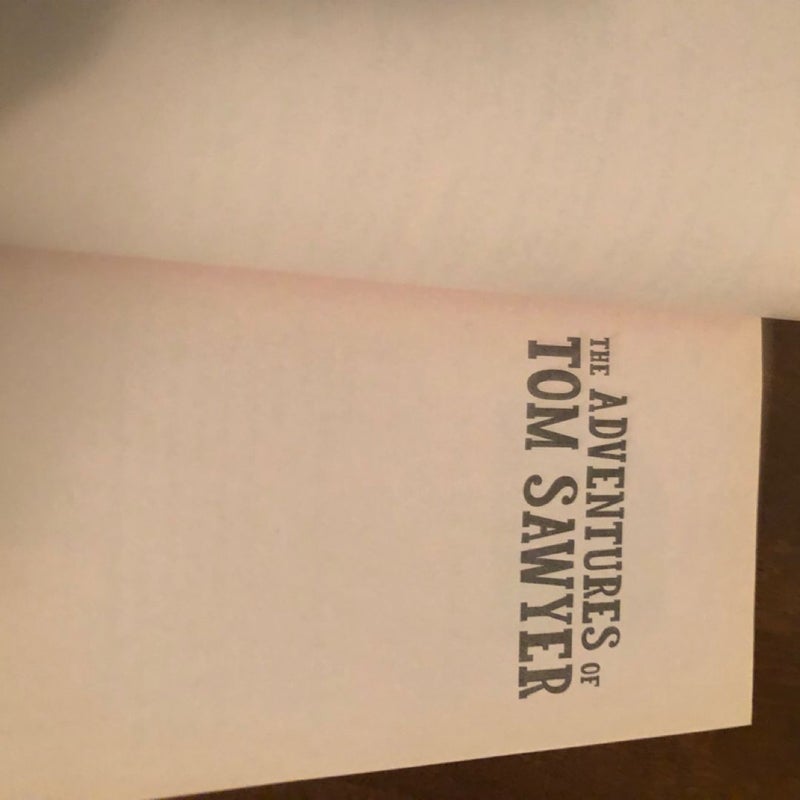 THE ADVENTURES OF
TOM SAWYER